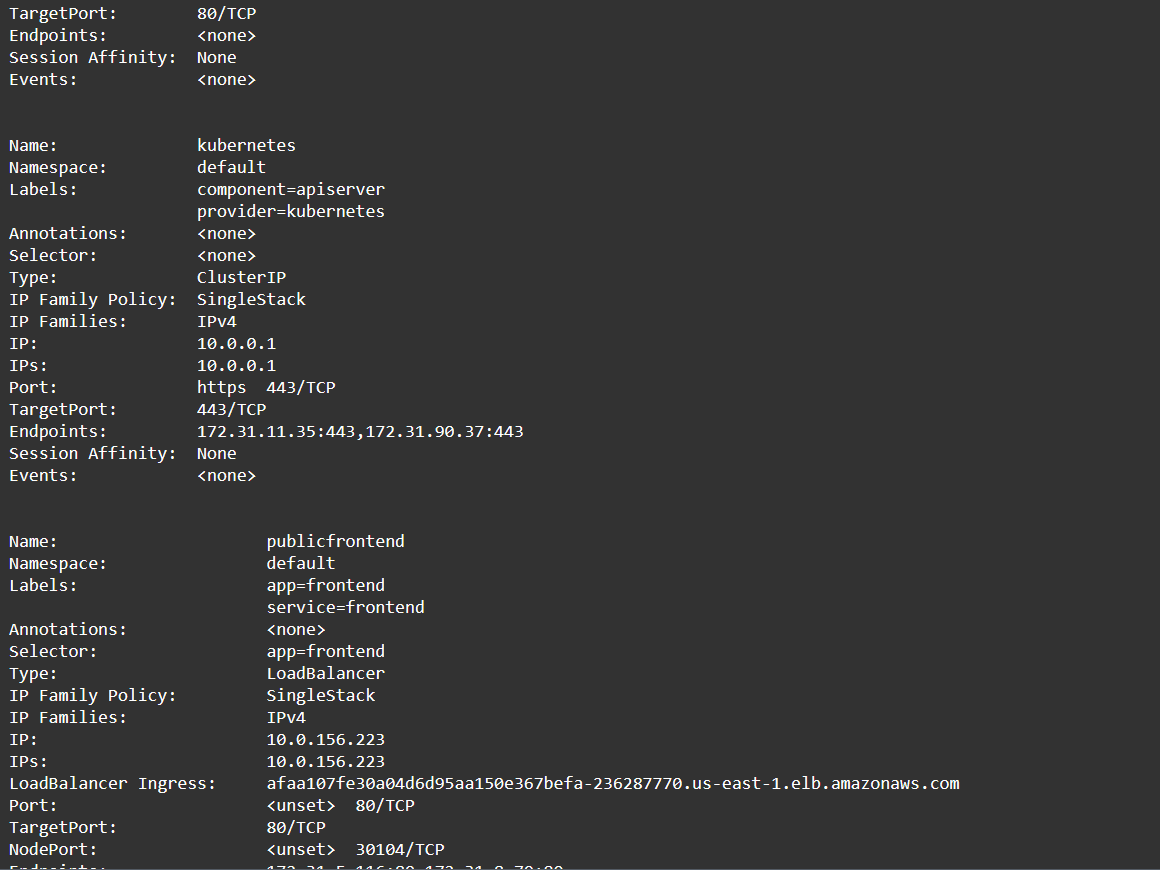 TargetPort: 80/TCP
Endpoints: <none>
Session Affinity: None
Events: <none>
Name: kubernetes
Namespace: default
Labels: component=apiserver
provider=kubernetes
Annotations: <none>
Selector: <none>
Type: ClusterIP
IP Family Policy: SingleStack
IP Families: IPv4
IP: 10.0.0.1
IPs: 10.0.0.1
Port: https 443/TCP
TargetPort: 443/TCP
Endpoints: 172.31.11.35:443,172.31.90.37:443
Session Affinity: None
Events: <none>
Name: publicfrontend
Namespace: default
Labels: app=frontend
service=frontend
Annotations: <none>
Selector: app=frontend
Type: LoadBalancer
IP Family Policy: SingleStack
IP Families: IPv4
IP: 10.0.156.223
IPs: 10.0.156.223
LoadBalancer Ingress: afaa107fe30a04d6d95aa150e367befa-236287770.us-east-1.elb.amazonaws.com
Port: <unset> 80/TCP
TargetPort: 80/TCP
NodePort: <unset> 30104/TCP
Endpoints: